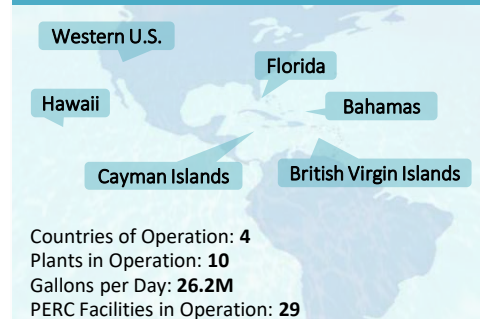 Western U.S.
Florida
Hawaii
Bahamas
Cayman Islands
British Virgin Islands
Countries of Operation: 4
Plants in Operation: 10
Gallons per Day: 26.2M
PERC Facilities in Operation: 29